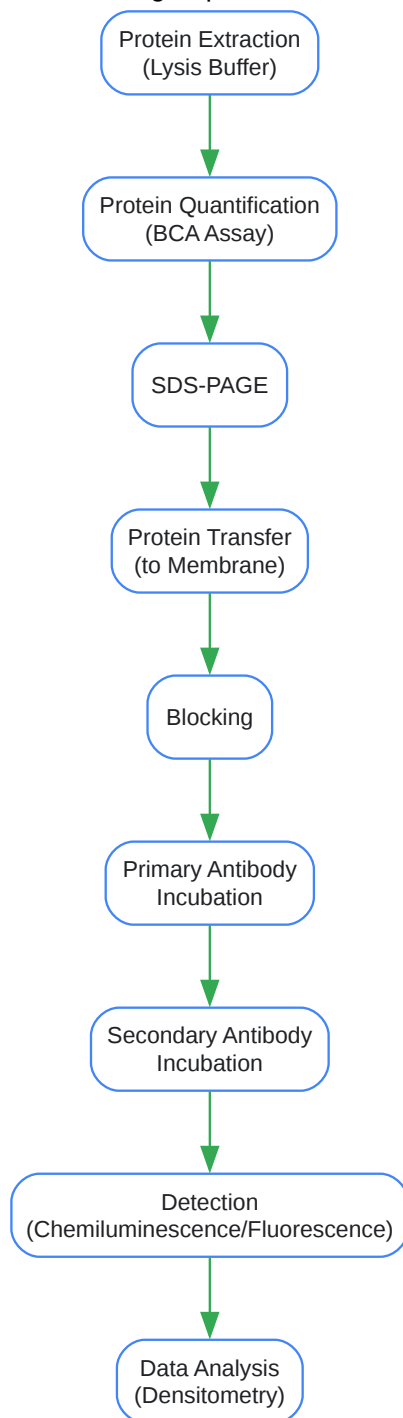 Protein Extraction
(Lysis Buffer)
Protein Quantification
(BCA Assay)
SDS-PAGE
Protein Transfer
(to Membrane)
Blocking
Primary Antibody
Incubation
Secondary Antibody
Incubation
Detection
(Chemiluminescence/Fluorescence)
Data Analysis
(Densitometry)